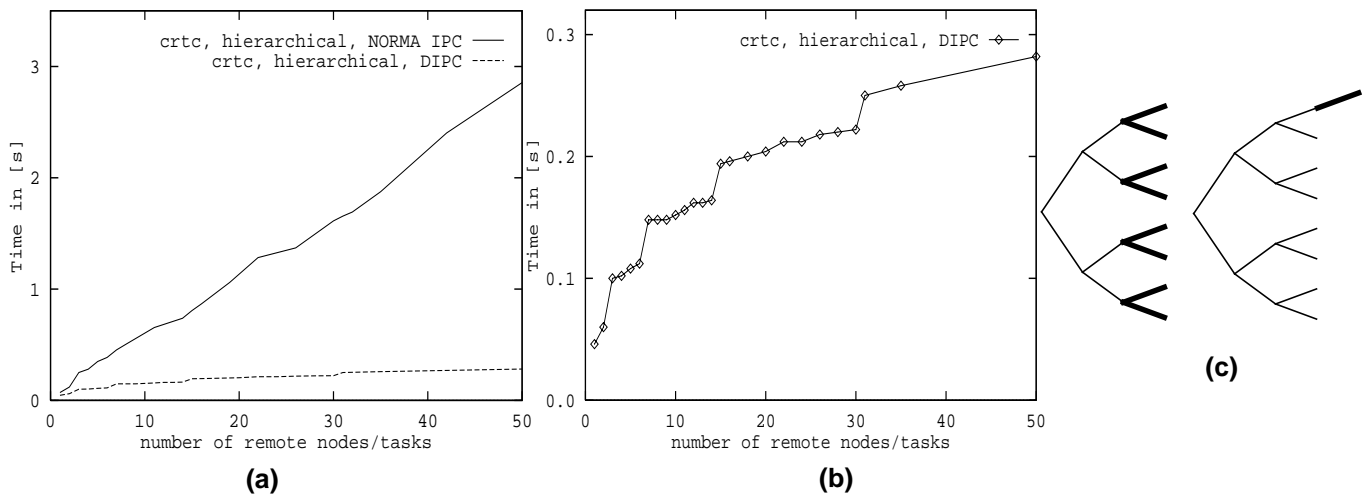 crtc, hierarchical, NORMA IPC
crtc, hierarchical, DIPC
3
2
1
0
Time in [s]
0 10 20 30 40 50
number of remote nodes/tasks
(a)
crtc, hierarchical, DIPC
0.3
0.2
0.1
0.0
Time in [s]
0 10 20 30 40 50
number of remote nodes/tasks
(b)
(c)